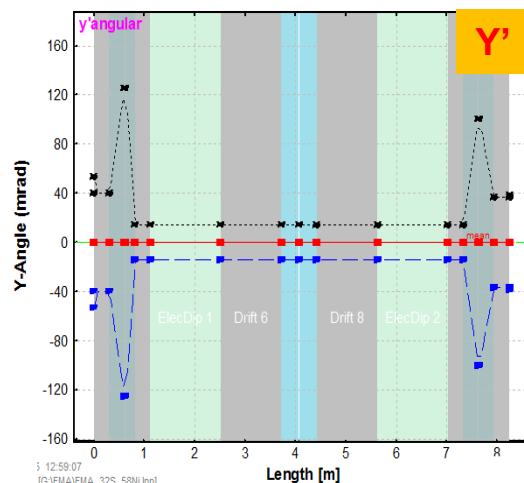 y'angular
Y'
160
120
80
40
0
-40
-80
-120
-160
Y-Angle (mrad)
mean
ElecDip 1
Drift 6
Drift 8
ElecDip 2
0 1 2 3 4 5 6 7 8
12:59:07
Length [m]